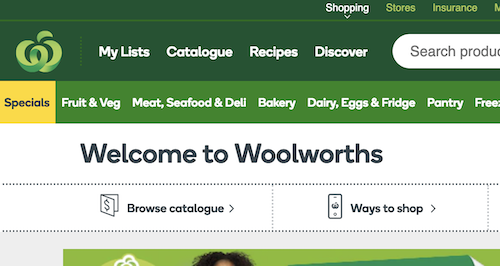 Shopping Stores Insurance
My Lists Catalogue Recipes Discover Search produc
Specials Fruit & Veg Meat, Seafood & Deli Bakery Dairy, Eggs & Fridge Pantry Freez
Welcome to Woolworths
Browse catalogue Ways to shop